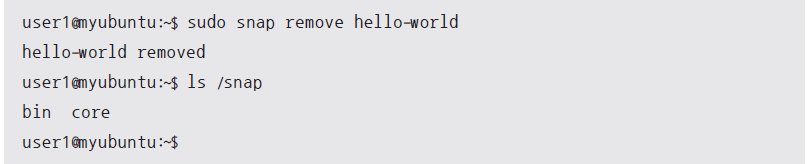 user1@myubuntu:~$ sudo snap remove hello-world
hello-world removed
user1@myubuntu:~$ ls /snap
bin  core
user1@myubuntu:~$